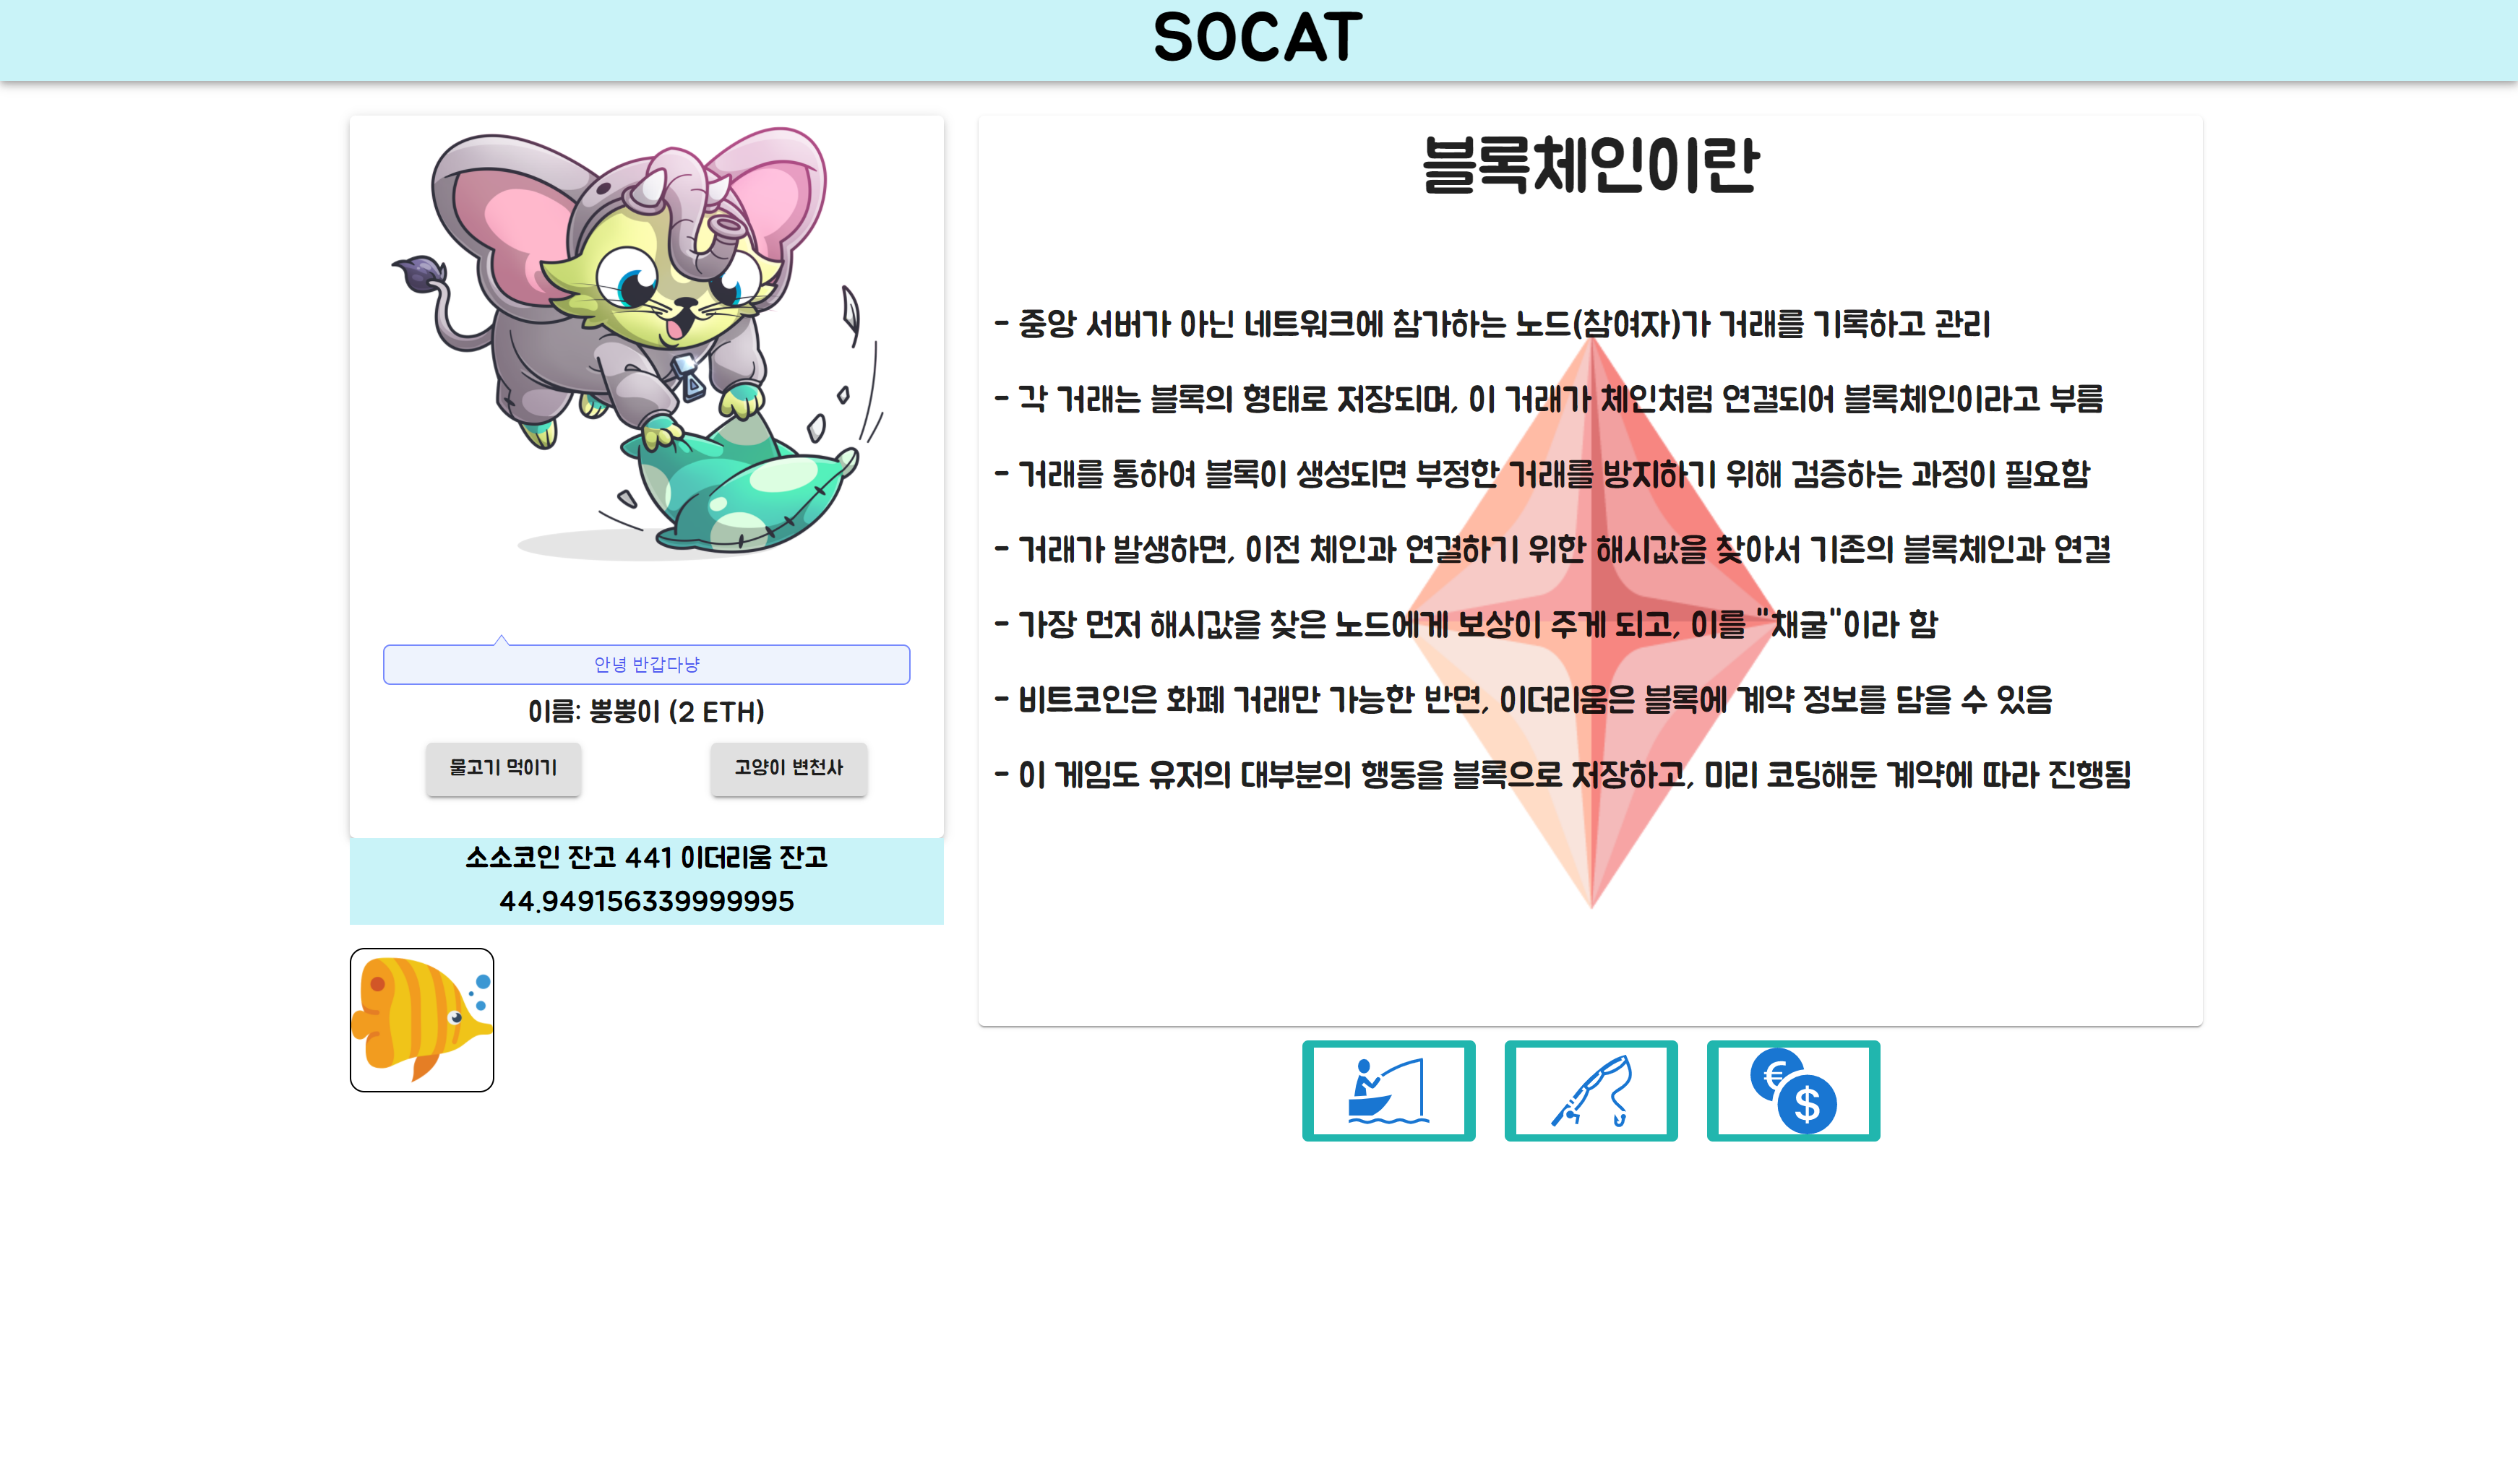 SOCAT
안녕 반갑다냥
이름: 뿡뿡이 (2 ETH)
물고기 먹이기
고양이 변천사
소소코인 잔고 441 이더리움 잔고
44.949156339999995
블록체인이란
- 중앙 서버가 아닌 네트워크에 참가하는 노드(참여자)가 거래를 기록하고 관리
- 각 거래는 블록의 형태로 저장되며, 이 거래가 체인처럼 연결되어 블록체인이라고 부름
- 거래를 통하여 블록이 생성되면 부정한 거래를 방지하기 위해 검증하는 과정이 필요함
- 거래가 발생하면, 이전 체인과 연결하기 위한 해시값을 찾아서 기존의 블록체인과 연결
- 가장 먼저 해시값을 찾은 노드에게 보상이 주게 되고, 이를 "채굴"이라 함
- 비트코인은 화폐 거래만 가능한 반면, 이더리움은 블록에 계약 정보를 담을 수 있음
- 이 게임도 유저의 대부분의 행동을 블록으로 저장하고, 미리 코딩해둔 계약에 따라 진행됨
€
$